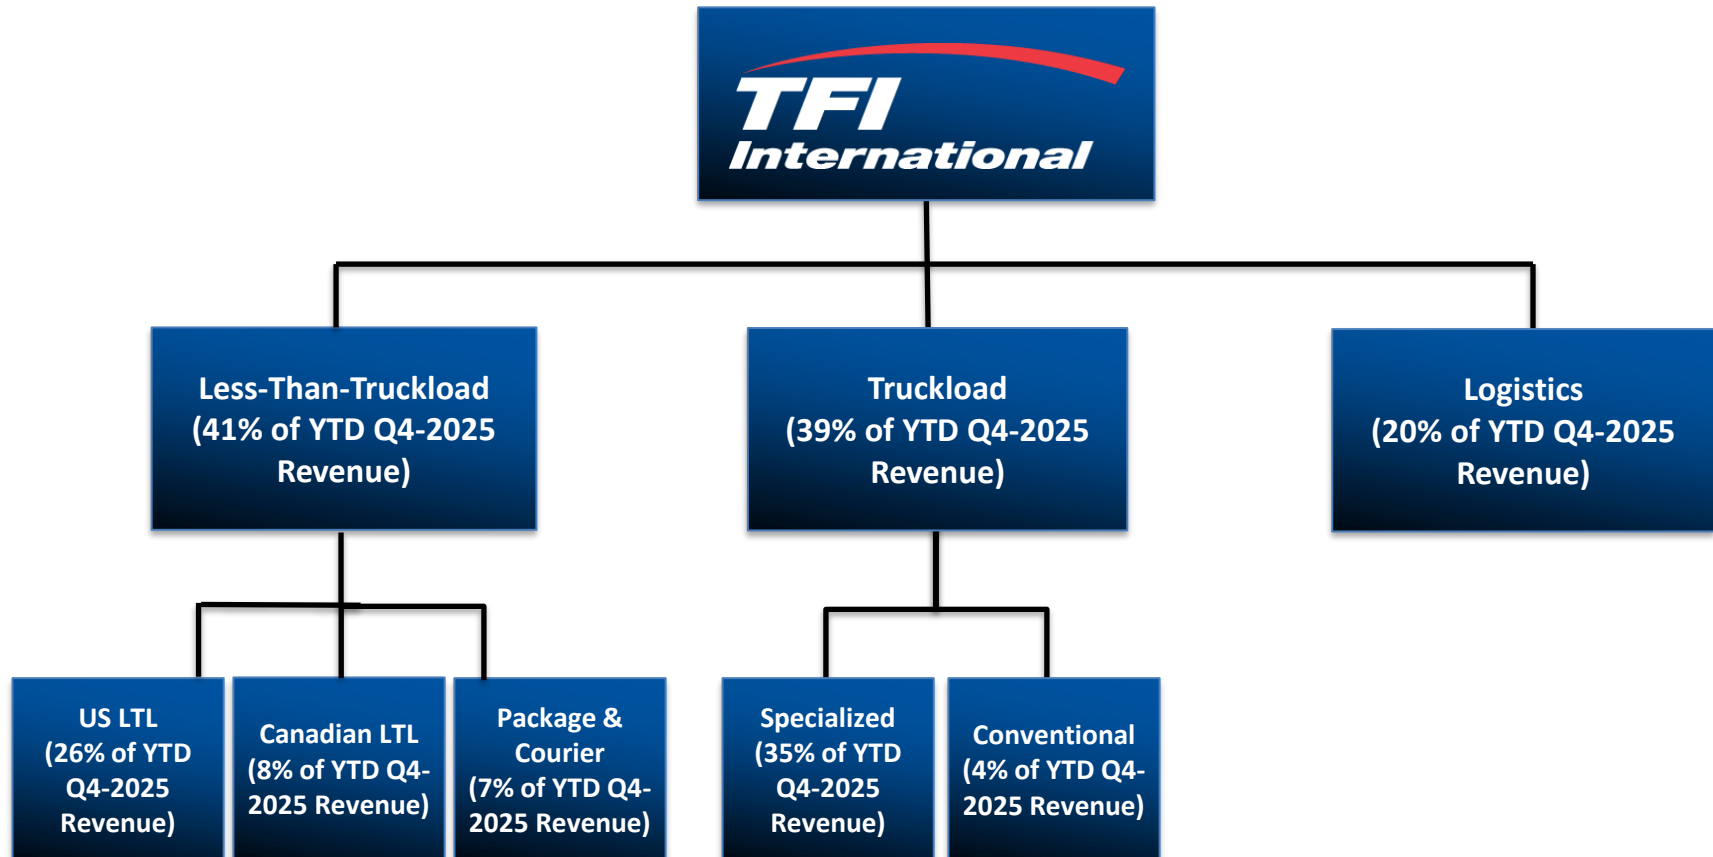 TFI
International
Less-Than-Truckload
(41% of YTD Q4-2025
Revenue)
Truckload
(39% of YTD Q4-2025
Revenue)
Logistics
(20% of YTD Q4-2025
Revenue)
US LTL
(26% of YTD
Q4-2025
Revenue)
Canadian LTL
(8% of YTD Q4-
2025 Revenue)
Package &
Courier
(7% of YTD Q4-
2025 Revenue)
Specialized
(35% of YTD
Q4-2025
Revenue)
Conventional
(4% of YTD Q4-
2025 Revenue)